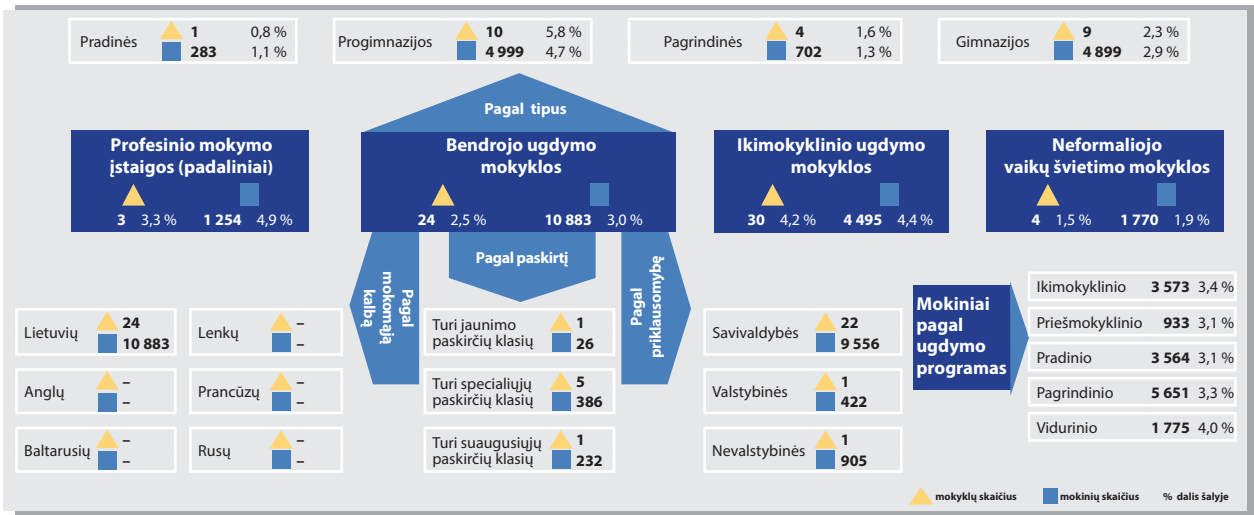 Pradinės
1 0,8 %
283 1,1 %
Progimnazijos
10 5,8 %
4 999 4,7 %
Pagrindinės
4 1,6 %
702 1,3 %
Gimnazijos
9 2,3 %
4 899 2,9 %
Pagal tipus
Profesinio mokymo
įstaigos (padaliniai)
3 3,3 % 1 254 4,9 %
Bendrojo ugdymo
mokyklos
24 2,5 % 10 883 3,0 %
Ikimokyklinio ugdymo
mokyklos
30 4,2 % 4 495 4,4 %
Neformaliojo
vaikų švietimo mokyklos
4 1,5 % 1 770 1,9 %
Pagal
mokomąją
kalbą
Pagal paskirtį
Pagal
priklausomybę
Lietuvių
24
10 883
Lenkų
–
–
Anglų
–
–
Prancūzų
–
–
Baltarusių
–
–
Rusų
–
–
Turi jaunimo
paskirčių klasių
1
26
Turi specialiųjų
paskirčių klasių
5
386
Turi suaugusiųjų
paskirčių klasių
1
232
Savivaldybės
22
9 556
Valstybinės
1
422
Nevalstybinės
1
905
Mokiniai
pagal
ugdymo
programas
Ikimokyklinio 3 573 3,4 %
Priešmokyklinio 933 3,1 %
Pradinio 3 564 3,1 %
Pagrindinio 5 651 3,3 %
Vidurinio 1 775 4,0 %
mokyklų skaičius mokinių skaičius % dalis šalyje